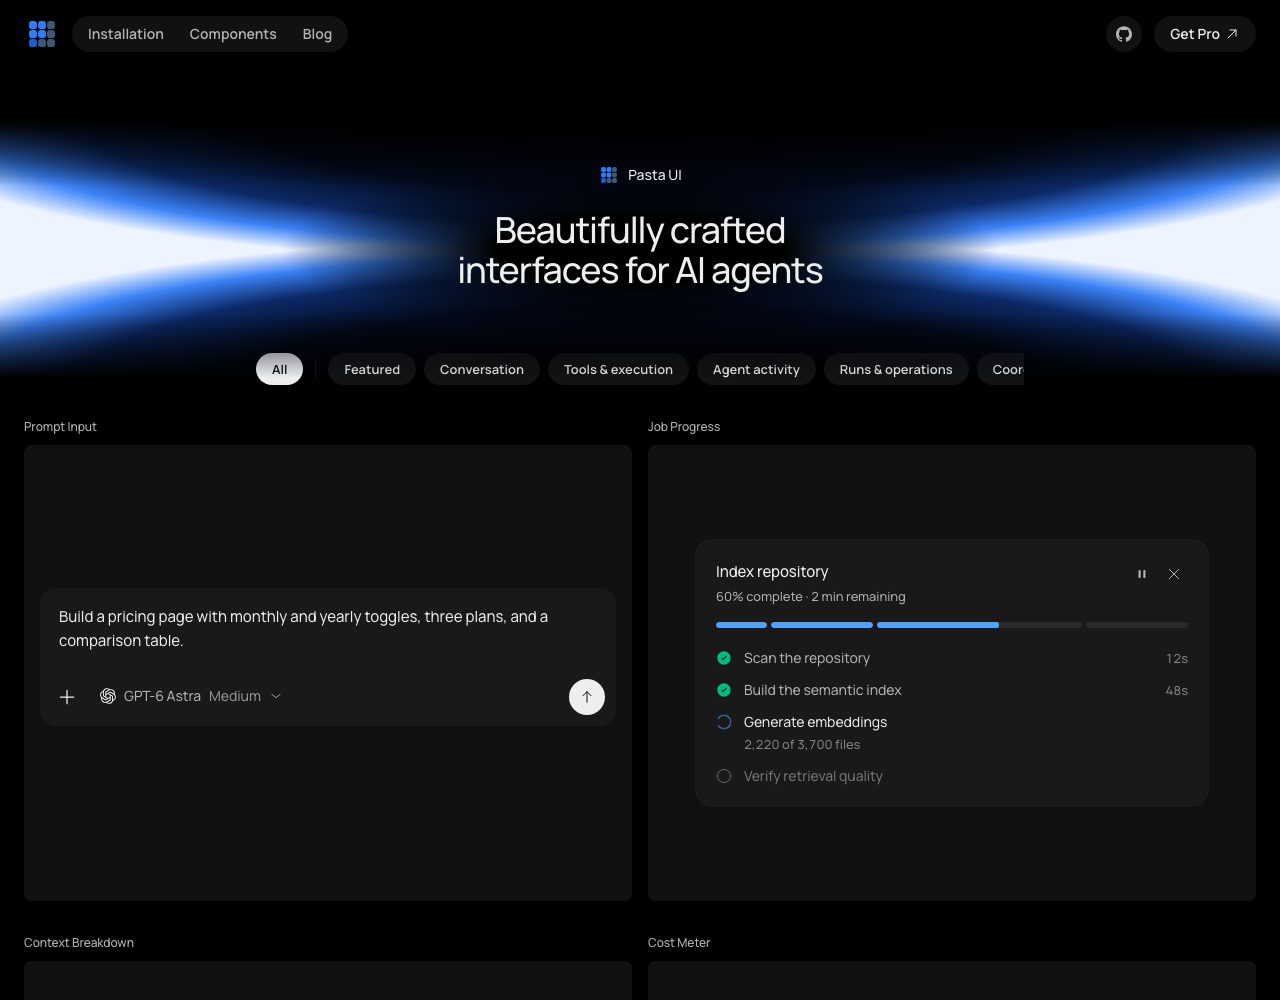 Installation
Components
Blog
Get Pro
Pasta UI
Beautifully crafted
interfaces for AI agents
All
Featured
Conversation
Tools & execution
Agent activity
Runs & operations
Prompt Input
Build a pricing page with monthly and yearly toggles, three plans, and a
comparison table.
GPT-6 Astra Medium
Job Progress
Index repository
60% complete · 2 min remaining
Scan the repository 12s
Build the semantic index 48s
Generate embeddings
2,220 of 3,700 files
Verify retrieval quality
Context Breakdown
Cost Meter